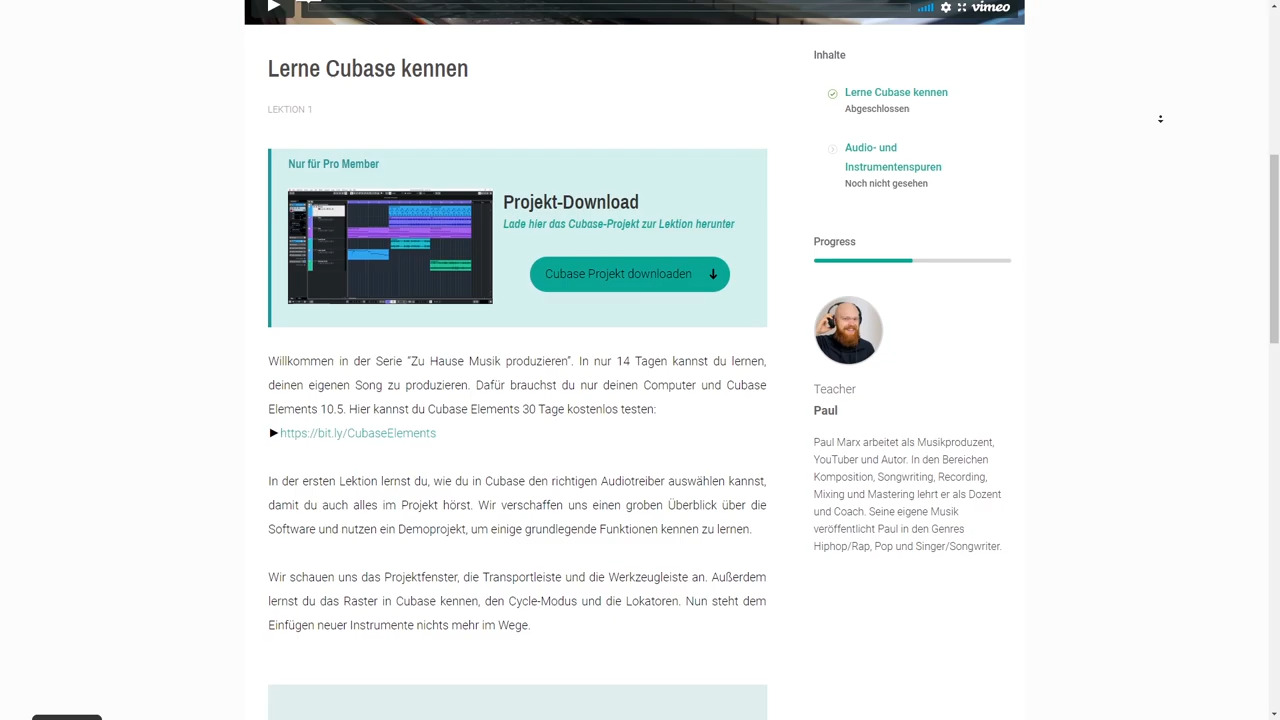 vimeo
Lerne Cubase kennen
LEKTION 1
Nur für Pro Member
Projekt-Download
Lade hier das Cubase-Projekt zur Lektion herunter
Cubase Projekt downloaden
Willkommen in der Serie “Zu Hause Musik produzieren”. In nur 14 Tagen kannst du lernen,
deinen eigenen Song zu produzieren. Dafür brauchst du nur deinen Computer und Cubase
Elements 10.5. Hier kannst du Cubase Elements 30 Tage kostenlos testen:
►https://bit.ly/CubaseElements
In der ersten Lektion lernst du, wie du in Cubase den richtigen Audiotreiber auswählen kannst,
damit du auch alles im Projekt hörst. Wir verschaffen uns einen groben Überblick über die
Software und nutzen ein Demoprojekt, um einige grundlegende Funktionen kennen zu lernen.
Wir schauen uns das Projektfenster, die Transportleiste und die Werkzeugleiste an. Außerdem
lernst du das Raster in Cubase kennen, den Cycle-Modus und die Lokatoren. Nun steht dem
Einfügen neuer Instrumente nichts mehr im Wege.
Inhalte
Lerne Cubase kennen
Abgeschlossen
Audio- und
Instrumentenspuren
Noch nicht gesehen
Progress
Teacher
Paul
Paul Marx arbeitet als Musikproduzent,
YouTuber und Autor. In den Bereichen
Komposition, Songwriting, Recording,
Mixing und Mastering lehrt er als Dozent
und Coach. Seine eigene Musik
veröffentlicht Paul in den Genres
Hiphop/Rap, Pop und Singer/Songwriter.